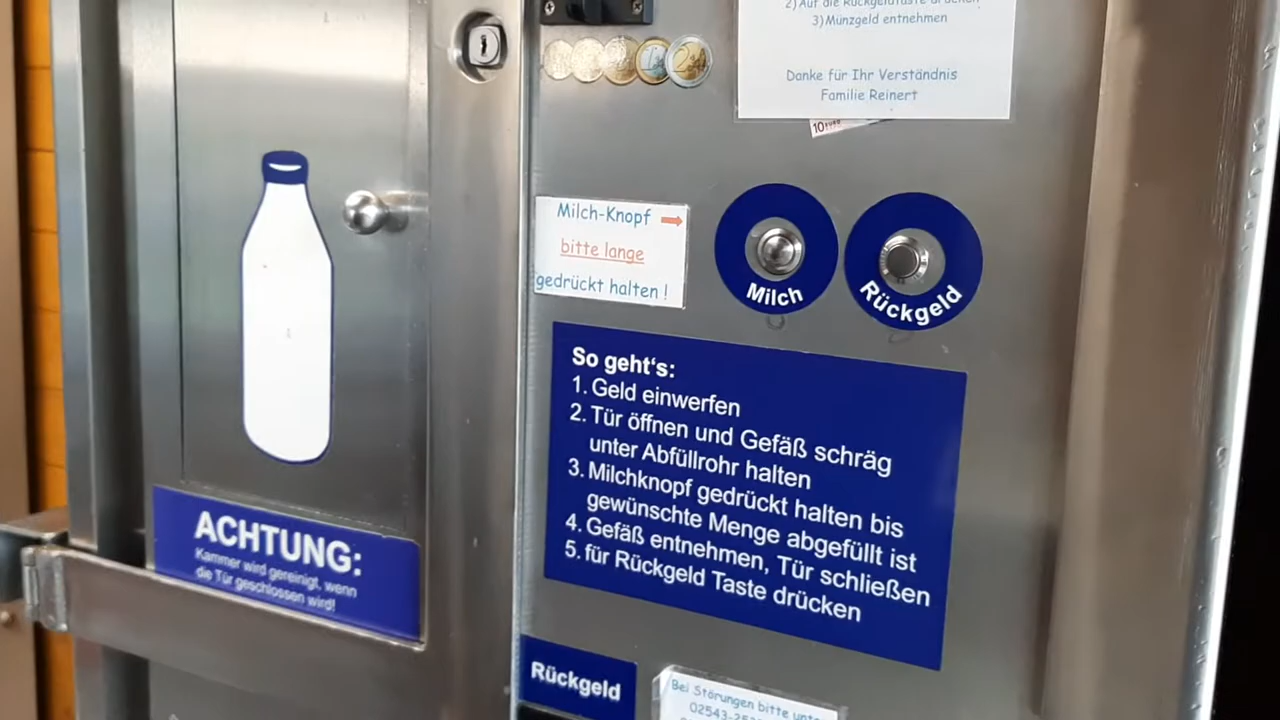 2) Auf die Rückgeldtaste drücken
3) Münzgeld entnehmen
Danke für Ihr Verständnis
Familie Reinert
10 EURO
Milch-Knopf
bitte lange
gedrückt halten !
Milch
Rückgeld
So geht's:
1. Geld einwerfen
2. Tür öffnen und Gefäß schräg
unter Abfüllrohr halten
3. Milchknopf gedrückt halten bis
gewünschte Menge abgefüllt ist
4. Gefäß entnehmen, Tür schließen
5. für Rückgeld Taste drücken
ACHTUNG:
Kammer wird gereinigt, wenn
die Tür geschlossen wird!
Rückgeld
Bei Störungen bitte unter